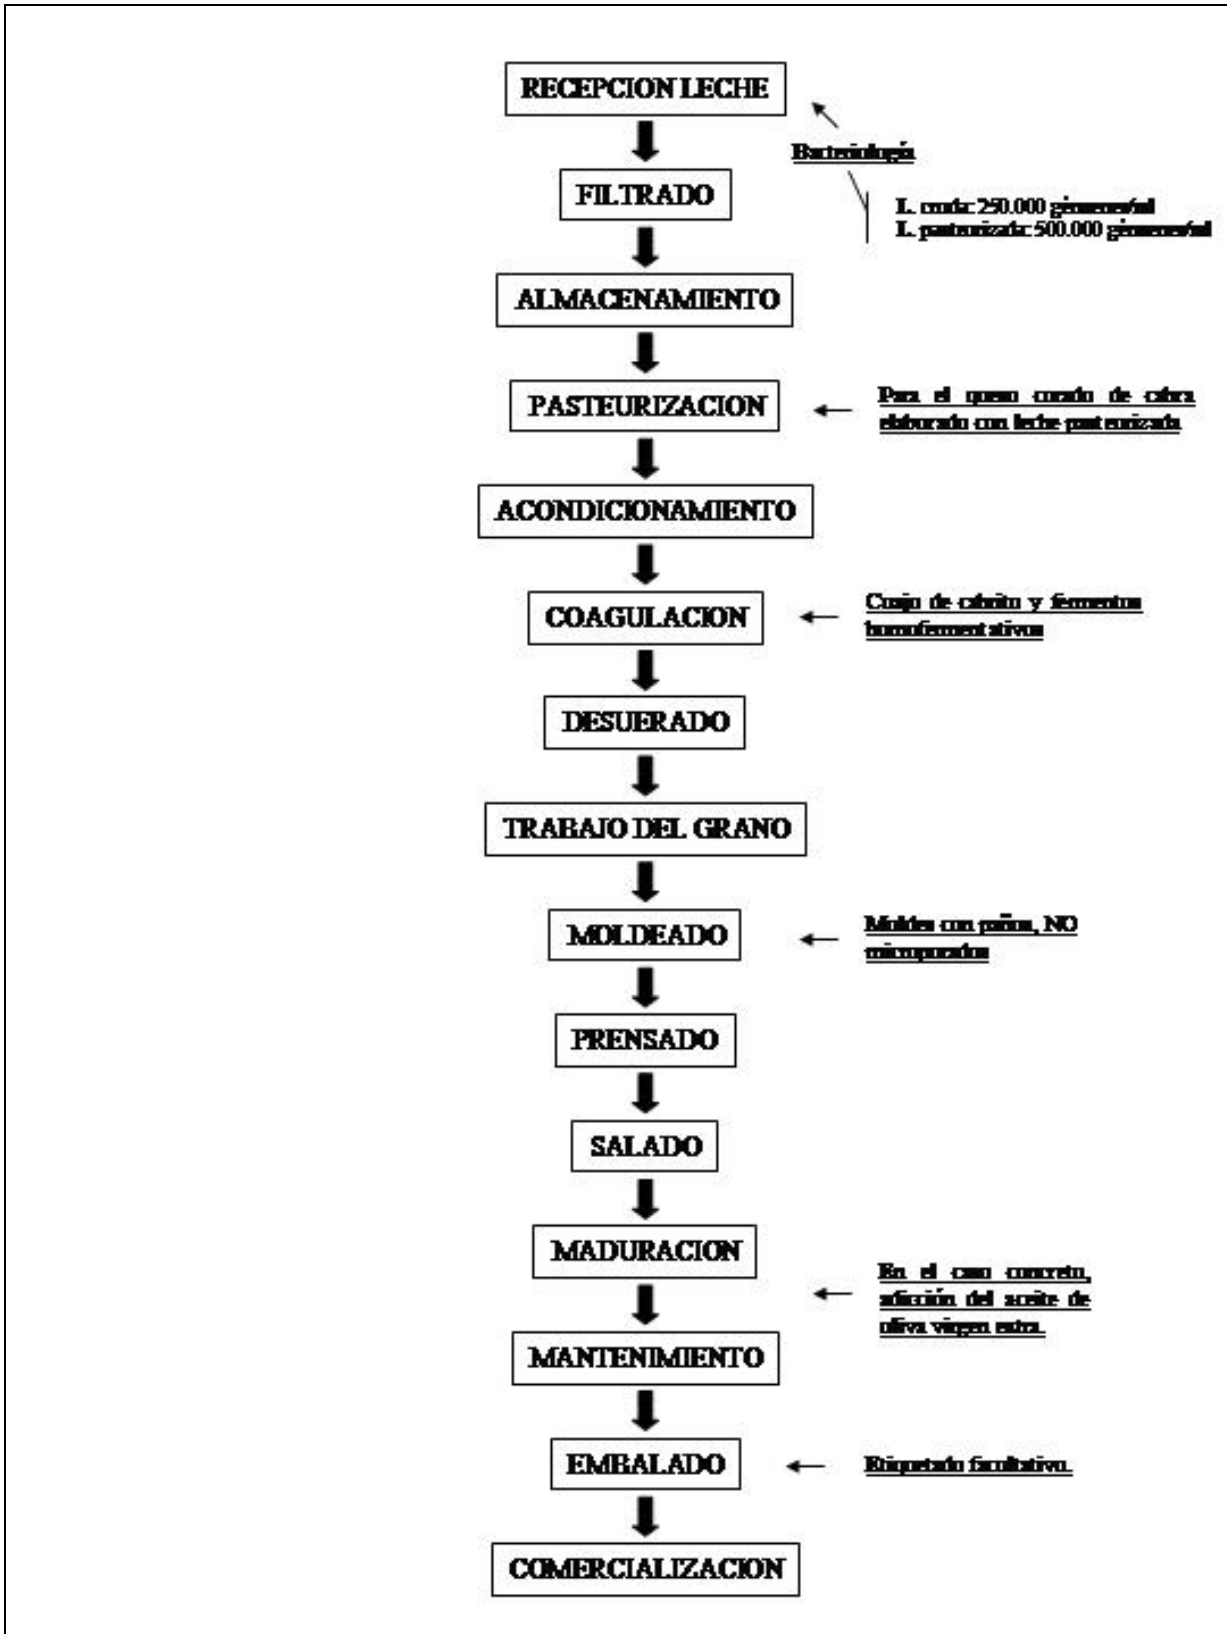 RECEPCION LECHE
Bacteriología
FILTRADO
L. cruda: 250.000 gérmenes/ml
L. pasteurizada: 500.000 gérmenes/ml
ALMACENAMIENTO
PASTEURIZACION
Para el queso curado de cabra
elaborado con leche pasteurizada
ACONDICIONAMIENTO
COAGULACION
Cuajo de cabrito y fermentos
homofermentativos
DESUERADO
TRABAJO DEL GRANO
MOLDEADO
Moldes con paños, NO
microporados
PRENSADO
SALADO
MADURACION
En el caso concreto,
adicción del aceite de
oliva virgen extra.
MANTENIMIENTO
EMBALADO
Etiquetado facultativo.
COMERCIALIZACION